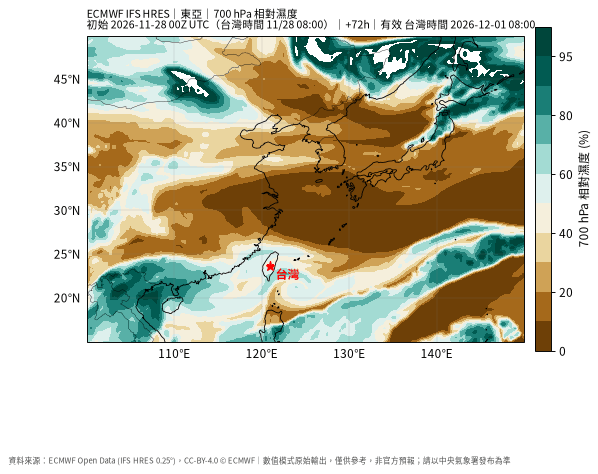 ECMWF IFS HRES｜東亞｜700 hPa 相對濕度
初始 2026-11-28 00Z UTC（台灣時間 11/28 08:00）｜+72h｜有效 台灣時間 2026-12-01 08:00
45°N
40°N
35°N
30°N
25°N
20°N
110°E
120°E
130°E
140°E
台灣
95
80
60
40
20
0
700 hPa 相對濕度 (%)
資料來源：ECMWF Open Data (IFS HRES 0.25°)，CC-BY-4.0 © ECMWF｜數值模式原始輸出，僅供參考，非官方預報；請以中央氣象署發布為準